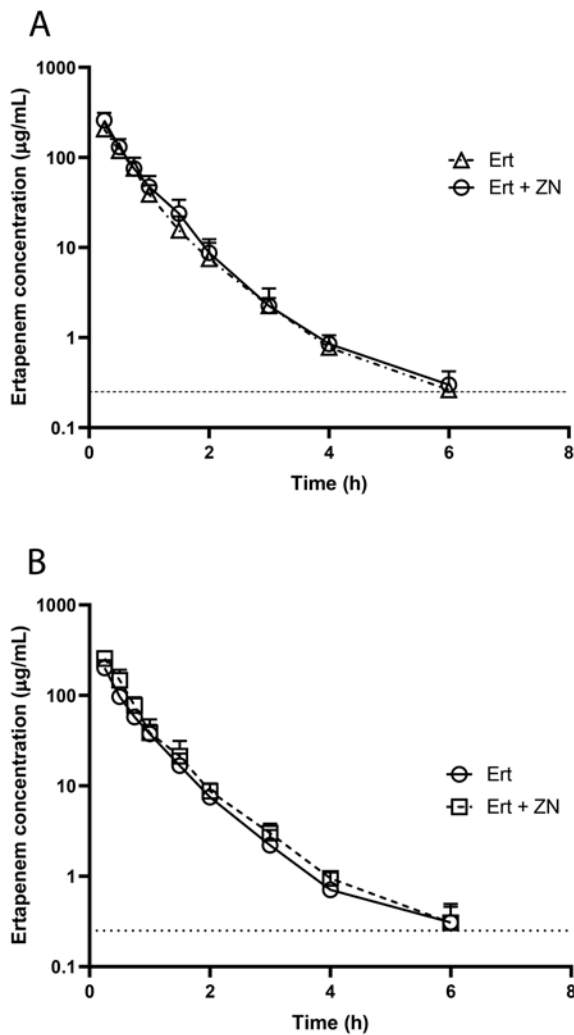 A
Ertapenem concentration (µg/mL)
1000
100
10
1
0.1
0
2
4
6
8
Time (h)
Ert
Ert + ZN
B
Ertapenem concentration (µg/mL)
1000
100
10
1
0.1
0
2
4
6
8
Time (h)
Ert
Ert + ZN